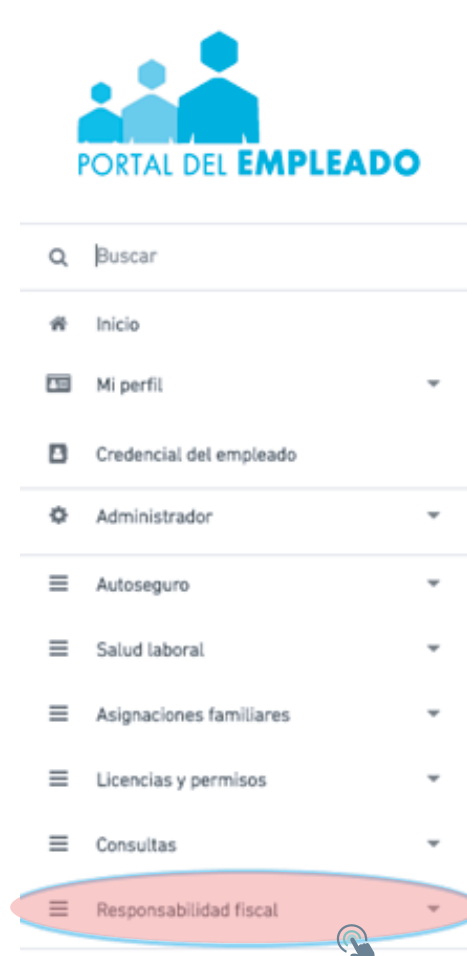 PORTAL DEL EMPLEADO
Buscar
Inicio
Mi perfil
Credencial del empleado
Administrador
Autoseguro
Salud laboral
Asignaciones familiares
Licencias y permisos
Consultas
Responsabilidad fiscal